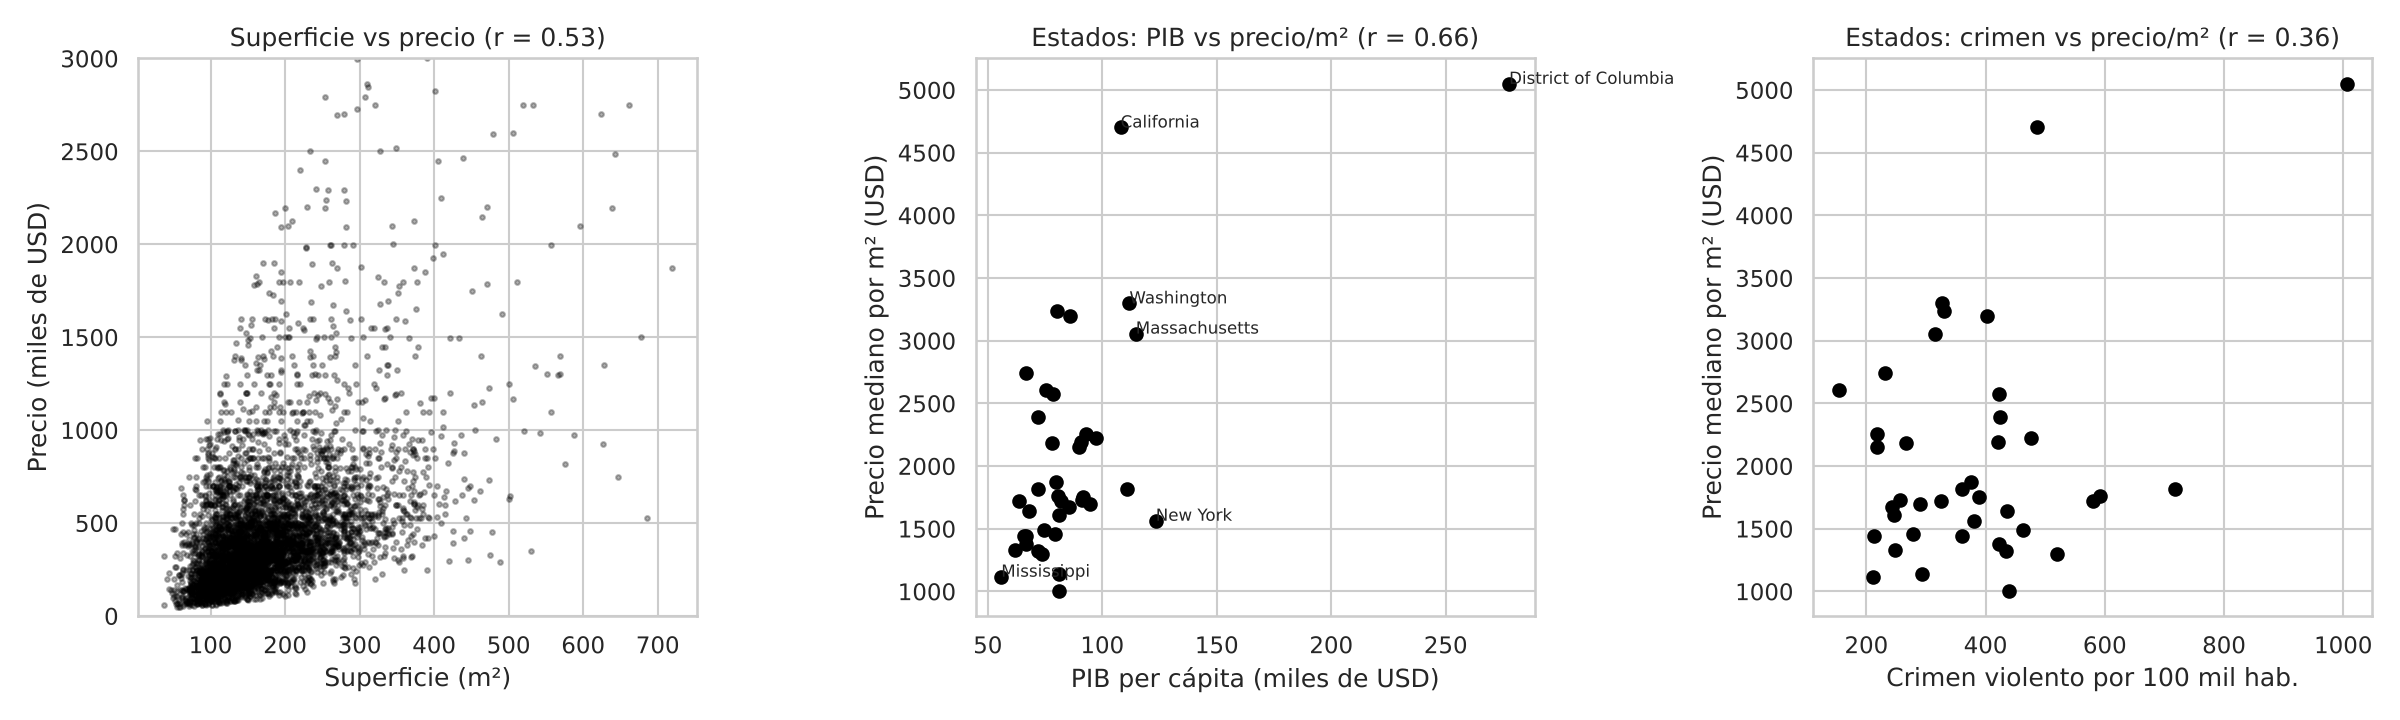 Superficie vs precio (r = 0.53)
Precio (miles de USD)
3000
2500
2000
1500
1000
500
0
100 200 300 400 500 600 700
Superficie (m²)
Estados: PIB vs precio/m² (r = 0.66)
Precio mediano por m² (USD)
5000
4500
4000
3500
3000
2500
2000
1500
1000
District of Columbia
California
Washington
Massachusetts
New York
Mississippi
50 100 150 200 250
PIB per cápita (miles de USD)
Estados: crimen vs precio/m² (r = 0.36)
Precio mediano por m² (USD)
5000
4500
4000
3500
3000
2500
2000
1500
1000
200 400 600 800 1000
Crimen violento por 100 mil hab.